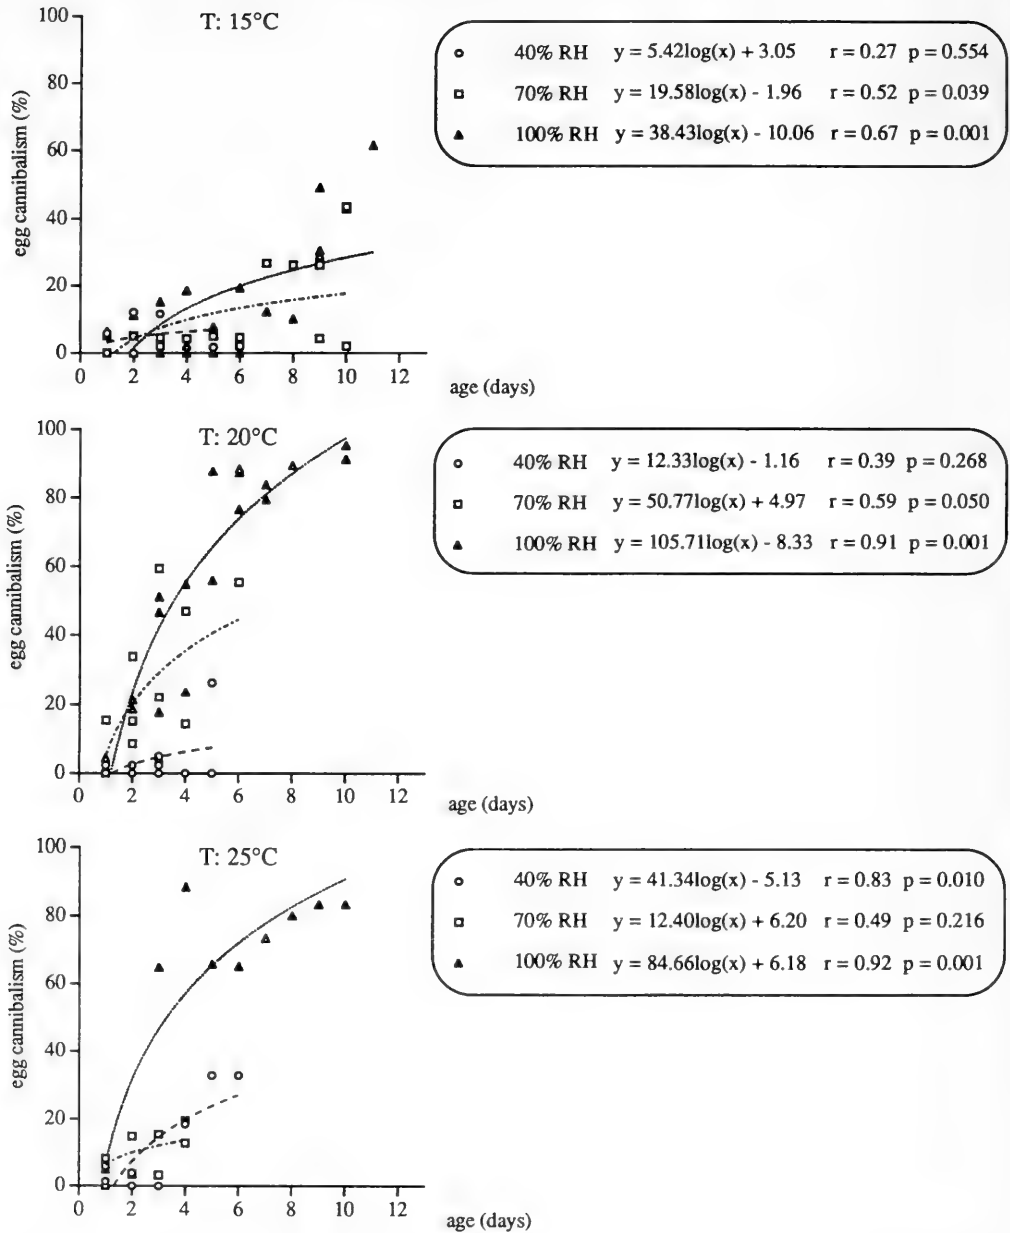 T: 15°C
egg cannibalism (%)
100
80
60
40
20
0
0 2 4 6 8 10 12
age (days)
40% RH y = 5.42log(x) + 3.05 r = 0.27 p = 0.554
70% RH y = 19.58log(x) - 1.96 r = 0.52 p = 0.039
100% RH y = 38.43log(x) - 10.06 r = 0.67 p = 0.001
T: 20°C
egg cannibalism (%)
100
80
60
40
20
0
0 2 4 6 8 10 12
age (days)
40% RH y = 12.33log(x) - 1.16 r = 0.39 p = 0.268
70% RH y = 50.77log(x) + 4.97 r = 0.59 p = 0.050
100% RH y = 105.71log(x) - 8.33 r = 0.91 p = 0.001
T: 25°C
egg cannibalism (%)
100
80
60
40
20
0
0 2 4 6 8 10 12
age (days)
40% RH y = 41.34log(x) - 5.13 r = 0.83 p = 0.010
70% RH y = 12.40log(x) + 6.20 r = 0.49 p = 0.216
100% RH y = 84.66log(x) + 6.18 r = 0.92 p = 0.001